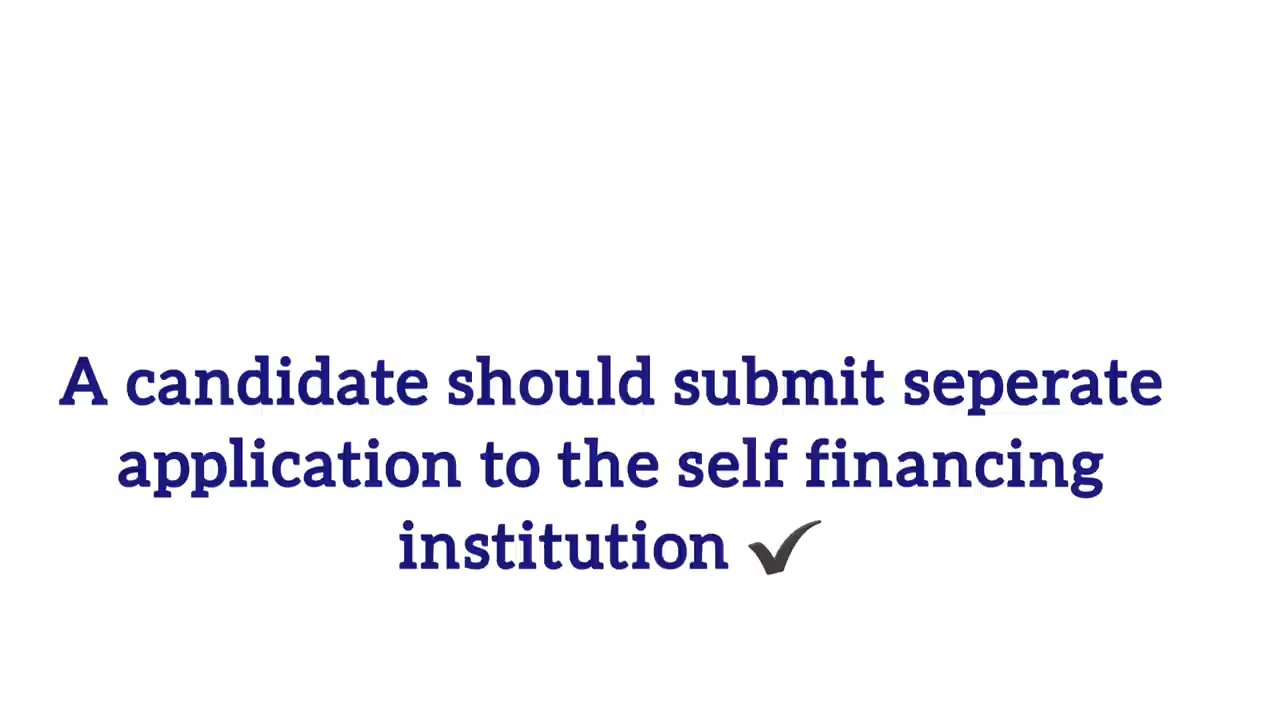 A candidate should submit seperate
application to the self financing
institution ✔